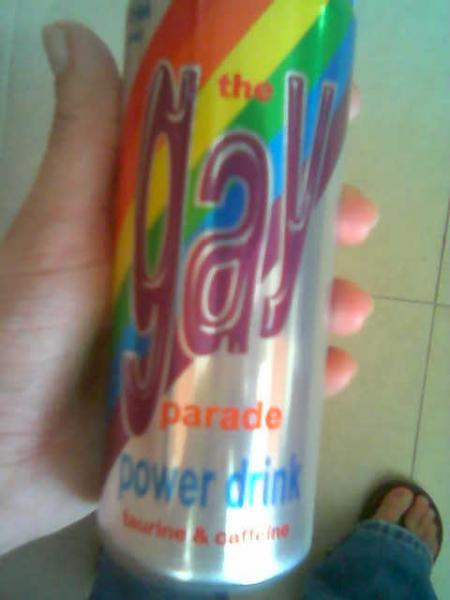 the
gay
parade
power drink
taurine & caffeine